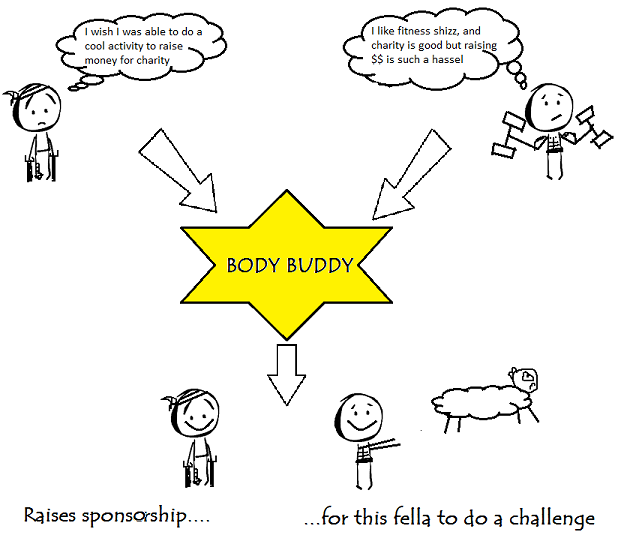 I wish I was able to do a
cool activity to raise
money for charity
I like fitness shizz, and
charity is good but raising
$$ is such a hassel
BODY BUDDY
Raises sponsorship....
...for this fella to do a challenge